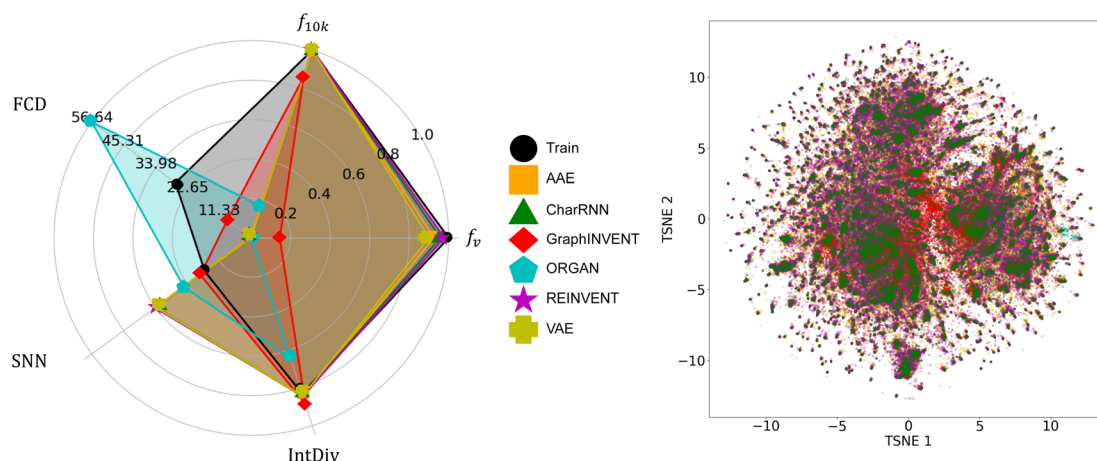 f₁₀ₖ
FCD
56.64
45.31
33.98
22.65
11.33
1.0
0.8
0.6
0.4
0.2
fᵥ
SNN
IntDiv
Train
AAE
CharRNN
GraphINVENT
ORGAN
REINVENT
VAE
TSNE 2
10
5
0
−5
−10
−10
−5
0
5
10
TSNE 1